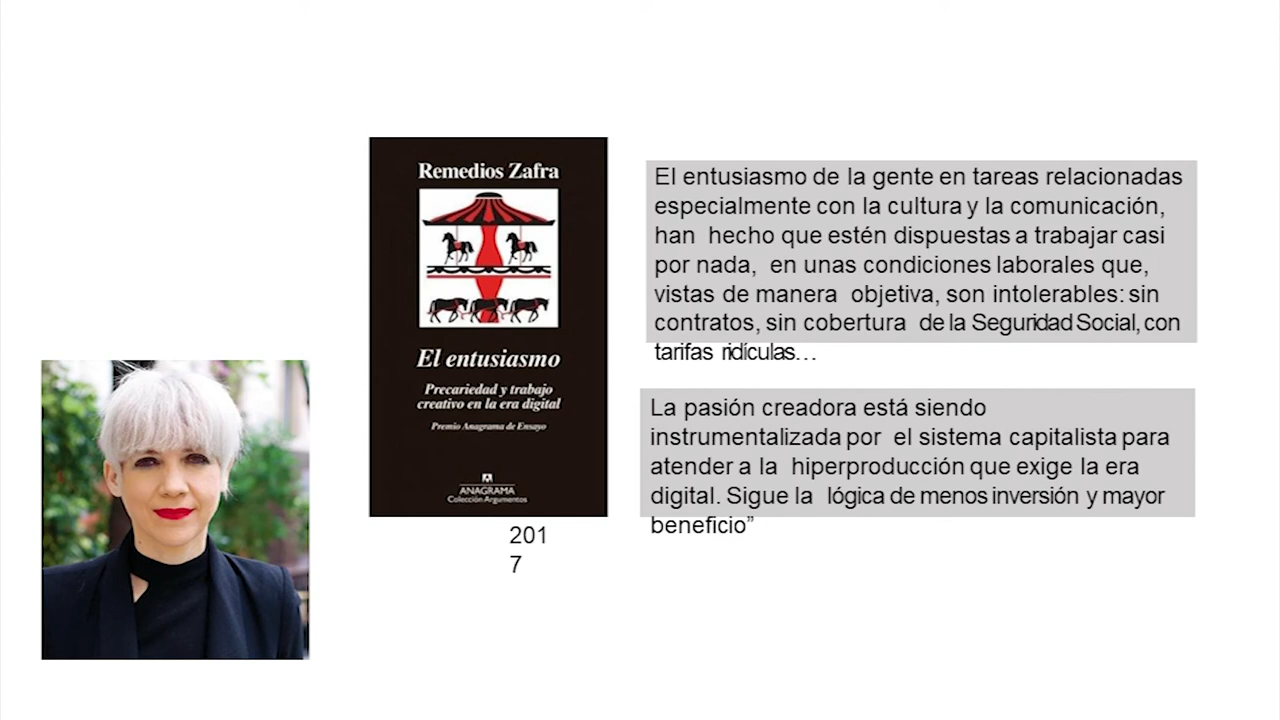 Remedios Zafra
El entusiasmo
Precariedad y trabajo
creativo en la era digital
Premio Anagrama de Ensayo
ANAGRAMA
Colección Argumentos
201
7
El entusiasmo de la gente en tareas relacionadas
especialmente con la cultura y la comunicación,
han hecho que estén dispuestas a trabajar casi
por nada, en unas condiciones laborales que,
vistas de manera objetiva, son intolerables: sin
contratos, sin cobertura de la Seguridad Social, con
tarifas ridículas…
La pasión creadora está siendo
instrumentalizada por el sistema capitalista para
atender a la hiperproducción que exige la era
digital. Sigue la lógica de menos inversión y mayor
beneficio”